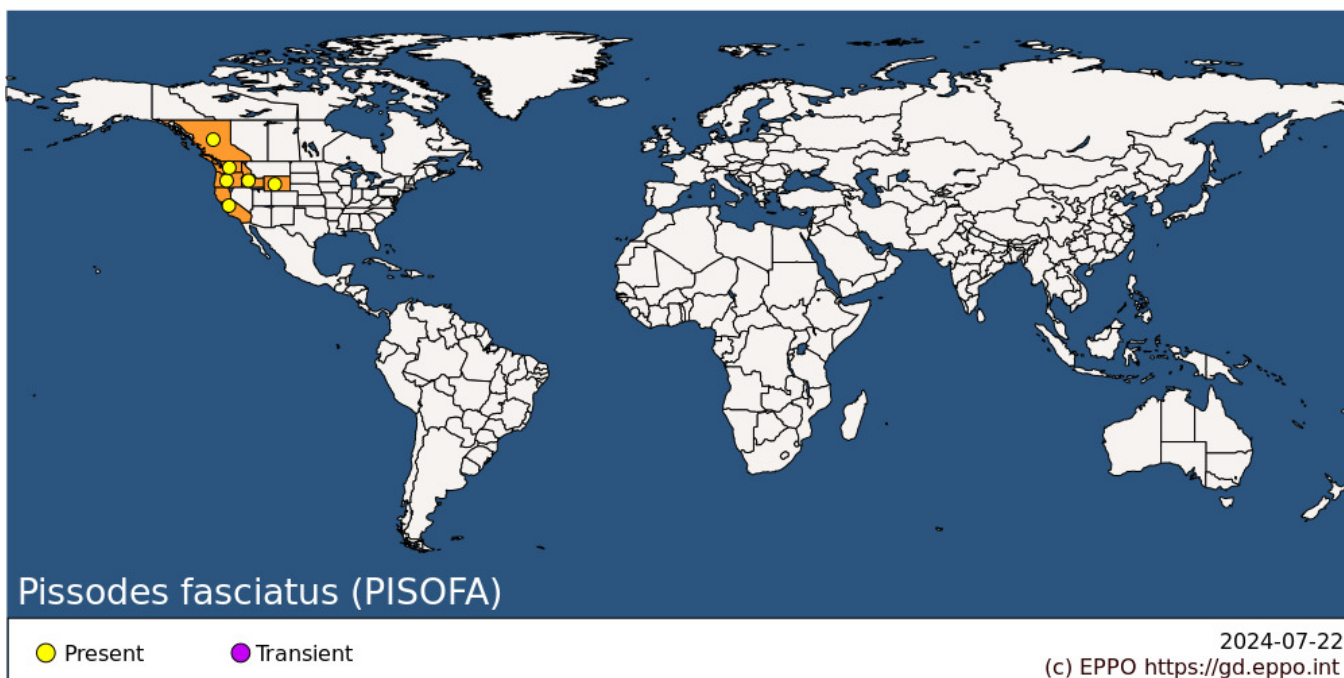 Pissodes fasciatus (PISOFA)
Present
Transient
2024-07-22
(c) EPPO https://gd.eppo.int